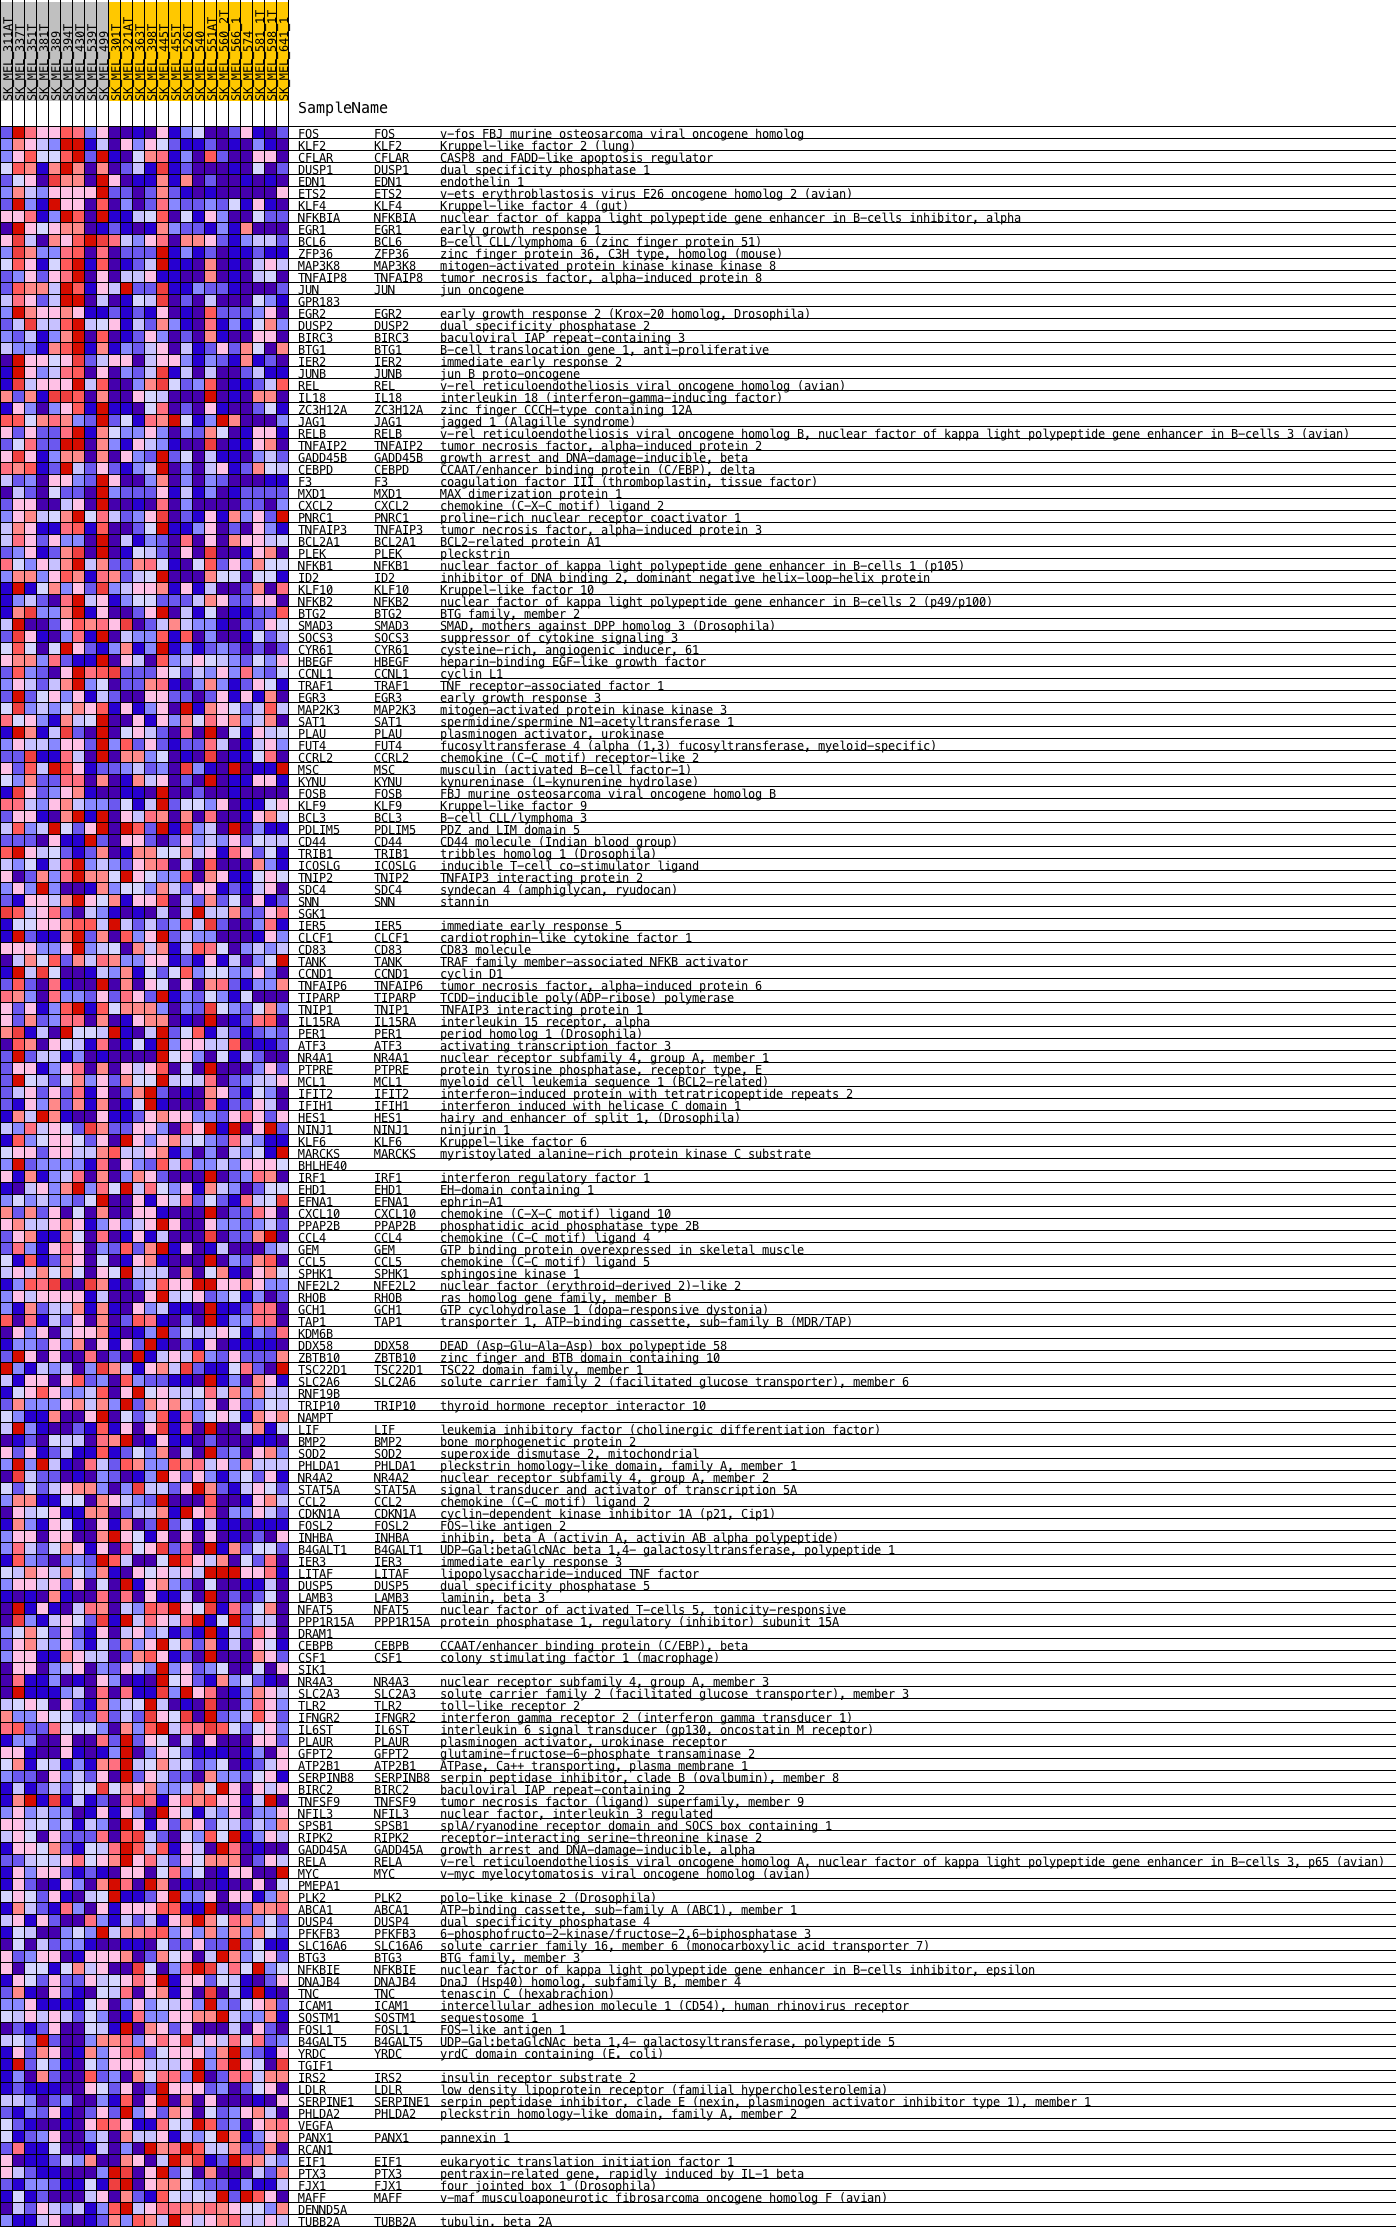 SK_MEL_311AT
SK_MEL_337T
SK_MEL_351T
SK_MEL_381T
SK_MEL_389
SK_MEL_394T
SK_MEL_430T
SK_MEL_539T
SK_MEL_499
SK_MEL_301T
SK_MEL_321AT
SK_MEL_363T
SK_MEL_398T
SK_MEL_445T
SK_MEL_455T
SK_MEL_526T
SK_MEL_540
SK_MEL_551AT
SK_MEL_560_2T
SK_MEL_566_1
SK_MEL_574
SK_MEL_581_1T
SK_MEL_598_1T
SK_MEL_641_1
SampleName
FOS FOS v-fos FBJ murine osteosarcoma viral oncogene homolog
KLF2 KLF2 Kruppel-like factor 2 (lung)
CFLAR CFLAR CASP8 and FADD-like apoptosis regulator
DUSP1 DUSP1 dual specificity phosphatase 1
EDN1 EDN1 endothelin 1
ETS2 ETS2 v-ets erythroblastosis virus E26 oncogene homolog 2 (avian)
KLF4 KLF4 Kruppel-like factor 4 (gut)
NFKBIA NFKBIA nuclear factor of kappa light polypeptide gene enhancer in B-cells inhibitor, alpha
EGR1 EGR1 early growth response 1
BCL6 BCL6 B-cell CLL/lymphoma 6 (zinc finger protein 51)
ZFP36 ZFP36 zinc finger protein 36, C3H type, homolog (mouse)
MAP3K8 MAP3K8 mitogen-activated protein kinase kinase kinase 8
TNFAIP8 TNFAIP8 tumor necrosis factor, alpha-induced protein 8
JUN JUN jun oncogene
GPR183
EGR2 EGR2 early growth response 2 (Krox-20 homolog, Drosophila)
DUSP2 DUSP2 dual specificity phosphatase 2
BIRC3 BIRC3 baculoviral IAP repeat-containing 3
BTG1 BTG1 B-cell translocation gene 1, anti-proliferative
IER2 IER2 immediate early response 2
JUNB JUNB jun B proto-oncogene
REL REL v-rel reticuloendotheliosis viral oncogene homolog (avian)
IL18 IL18 interleukin 18 (interferon-gamma-inducing factor)
ZC3H12A ZC3H12A zinc finger CCCH-type containing 12A
JAG1 JAG1 jagged 1 (Alagille syndrome)
RELB RELB v-rel reticuloendotheliosis viral oncogene homolog B, nuclear factor of kappa light polypeptide gene enhancer in B-cells 3 (avian)
TNFAIP2 TNFAIP2 tumor necrosis factor, alpha-induced protein 2
GADD45B GADD45B growth arrest and DNA-damage-inducible, beta
CEBPD CEBPD CCAAT/enhancer binding protein (C/EBP), delta
F3 F3 coagulation factor III (thromboplastin, tissue factor)
MXD1 MXD1 MAX dimerization protein 1
CXCL2 CXCL2 chemokine (C-X-C motif) ligand 2
PNRC1 PNRC1 proline-rich nuclear receptor coactivator 1
TNFAIP3 TNFAIP3 tumor necrosis factor, alpha-induced protein 3
BCL2A1 BCL2A1 BCL2-related protein A1
PLEK PLEK pleckstrin
NFKB1 NFKB1 nuclear factor of kappa light polypeptide gene enhancer in B-cells 1 (p105)
ID2 ID2 inhibitor of DNA binding 2, dominant negative helix-loop-helix protein
KLF10 KLF10 Kruppel-like factor 10
NFKB2 NFKB2 nuclear factor of kappa light polypeptide gene enhancer in B-cells 2 (p49/p100)
BTG2 BTG2 BTG family, member 2
SMAD3 SMAD3 SMAD, mothers against DPP homolog 3 (Drosophila)
SOCS3 SOCS3 suppressor of cytokine signaling 3
CYR61 CYR61 cysteine-rich, angiogenic inducer, 61
HBEGF HBEGF heparin-binding EGF-like growth factor
CCNL1 CCNL1 cyclin L1
TRAF1 TRAF1 TNF receptor-associated factor 1
EGR3 EGR3 early growth response 3
MAP2K3 MAP2K3 mitogen-activated protein kinase kinase 3
SAT1 SAT1 spermidine/spermine N1-acetyltransferase 1
PLAU PLAU plasminogen activator, urokinase
FUT4 FUT4 fucosyltransferase 4 (alpha (1,3) fucosyltransferase, myeloid-specific)
CCRL2 CCRL2 chemokine (C-C motif) receptor-like 2
MSC MSC musculin (activated B-cell factor-1)
KYNU KYNU kynureninase (L-kynurenine hydrolase)
FOSB FOSB FBJ murine osteosarcoma viral oncogene homolog B
KLF9 KLF9 Kruppel-like factor 9
BCL3 BCL3 B-cell CLL/lymphoma 3
PDLIM5 PDLIM5 PDZ and LIM domain 5
CD44 CD44 CD44 molecule (Indian blood group)
TRIB1 TRIB1 tribbles homolog 1 (Drosophila)
ICOSLG ICOSLG inducible T-cell co-stimulator ligand
TNIP2 TNIP2 TNFAIP3 interacting protein 2
SDC4 SDC4 syndecan 4 (amphiglycan, ryudocan)
SNN SNN stannin
SGK1
IER5 IER5 immediate early response 5
CLCF1 CLCF1 cardiotrophin-like cytokine factor 1
CD83 CD83 CD83 molecule
TANK TANK TRAF family member-associated NFKB activator
CCND1 CCND1 cyclin D1
TNFAIP6 TNFAIP6 tumor necrosis factor, alpha-induced protein 6
TIPARP TIPARP TCDD-inducible poly(ADP-ribose) polymerase
TNIP1 TNIP1 TNFAIP3 interacting protein 1
IL15RA IL15RA interleukin 15 receptor, alpha
PER1 PER1 period homolog 1 (Drosophila)
ATF3 ATF3 activating transcription factor 3
NR4A1 NR4A1 nuclear receptor subfamily 4, group A, member 1
PTPRE PTPRE protein tyrosine phosphatase, receptor type, E
MCL1 MCL1 myeloid cell leukemia sequence 1 (BCL2-related)
IFIT2 IFIT2 interferon-induced protein with tetratricopeptide repeats 2
IFIH1 IFIH1 interferon induced with helicase C domain 1
HES1 HES1 hairy and enhancer of split 1, (Drosophila)
NINJ1 NINJ1 ninjurin 1
KLF6 KLF6 Kruppel-like factor 6
MARCKS MARCKS myristoylated alanine-rich protein kinase C substrate
BHLHE40
IRF1 IRF1 interferon regulatory factor 1
EHD1 EHD1 EH-domain containing 1
EFNA1 EFNA1 ephrin-A1
CXCL10 CXCL10 chemokine (C-X-C motif) ligand 10
PPAP2B PPAP2B phosphatidic acid phosphatase type 2B
CCL4 CCL4 chemokine (C-C motif) ligand 4
GEM GEM GTP binding protein overexpressed in skeletal muscle
CCL5 CCL5 chemokine (C-C motif) ligand 5
SPHK1 SPHK1 sphingosine kinase 1
NFE2L2 NFE2L2 nuclear factor (erythroid-derived 2)-like 2
RHOB RHOB ras homolog gene family, member B
GCH1 GCH1 GTP cyclohydrolase 1 (dopa-responsive dystonia)
TAP1 TAP1 transporter 1, ATP-binding cassette, sub-family B (MDR/TAP)
KDM6B
DDX58 DDX58 DEAD (Asp-Glu-Ala-Asp) box polypeptide 58
ZBTB10 ZBTB10 zinc finger and BTB domain containing 10
TSC22D1 TSC22D1 TSC22 domain family, member 1
SLC2A6 SLC2A6 solute carrier family 2 (facilitated glucose transporter), member 6
RNF19B
TRIP10 TRIP10 thyroid hormone receptor interactor 10
NAMPT
LIF LIF leukemia inhibitory factor (cholinergic differentiation factor)
BMP2 BMP2 bone morphogenetic protein 2
SOD2 SOD2 superoxide dismutase 2, mitochondrial
PHLDA1 PHLDA1 pleckstrin homology-like domain, family A, member 1
NR4A2 NR4A2 nuclear receptor subfamily 4, group A, member 2
STAT5A STAT5A signal transducer and activator of transcription 5A
CCL2 CCL2 chemokine (C-C motif) ligand 2
CDKN1A CDKN1A cyclin-dependent kinase inhibitor 1A (p21, Cip1)
FOSL2 FOSL2 FOS-like antigen 2
INHBA INHBA inhibin, beta A (activin A, activin AB alpha polypeptide)
B4GALT1 B4GALT1 UDP-Gal:betaGlcNAc beta 1,4- galactosyltransferase, polypeptide 1
IER3 IER3 immediate early response 3
LITAF LITAF lipopolysaccharide-induced TNF factor
DUSP5 DUSP5 dual specificity phosphatase 5
LAMB3 LAMB3 laminin, beta 3
NFAT5 NFAT5 nuclear factor of activated T-cells 5, tonicity-responsive
PPP1R15A PPP1R15A protein phosphatase 1, regulatory (inhibitor) subunit 15A
DRAM1
CEBPB CEBPB CCAAT/enhancer binding protein (C/EBP), beta
CSF1 CSF1 colony stimulating factor 1 (macrophage)
SIK1
NR4A3 NR4A3 nuclear receptor subfamily 4, group A, member 3
SLC2A3 SLC2A3 solute carrier family 2 (facilitated glucose transporter), member 3
TLR2 TLR2 toll-like receptor 2
IFNGR2 IFNGR2 interferon gamma receptor 2 (interferon gamma transducer 1)
IL6ST IL6ST interleukin 6 signal transducer (gp130, oncostatin M receptor)
PLAUR PLAUR plasminogen activator, urokinase receptor
GFPT2 GFPT2 glutamine-fructose-6-phosphate transaminase 2
ATP2B1 ATP2B1 ATPase, Ca++ transporting, plasma membrane 1
SERPINB8 SERPINB8 serpin peptidase inhibitor, clade B (ovalbumin), member 8
BIRC2 BIRC2 baculoviral IAP repeat-containing 2
TNFSF9 TNFSF9 tumor necrosis factor (ligand) superfamily, member 9
NFIL3 NFIL3 nuclear factor, interleukin 3 regulated
SPSB1 SPSB1 splA/ryanodine receptor domain and SOCS box containing 1
RIPK2 RIPK2 receptor-interacting serine-threonine kinase 2
GADD45A GADD45A growth arrest and DNA-damage-inducible, alpha
RELA RELA v-rel reticuloendotheliosis viral oncogene homolog A, nuclear factor of kappa light polypeptide gene enhancer in B-cells 3, p65 (avian)
MYC MYC v-myc myelocytomatosis viral oncogene homolog (avian)
PMEPA1
PLK2 PLK2 polo-like kinase 2 (Drosophila)
ABCA1 ABCA1 ATP-binding cassette, sub-family A (ABC1), member 1
DUSP4 DUSP4 dual specificity phosphatase 4
PFKFB3 PFKFB3 6-phosphofructo-2-kinase/fructose-2,6-biphosphatase 3
SLC16A6 SLC16A6 solute carrier family 16, member 6 (monocarboxylic acid transporter 7)
BTG3 BTG3 BTG family, member 3
NFKBIE NFKBIE nuclear factor of kappa light polypeptide gene enhancer in B-cells inhibitor, epsilon
DNAJB4 DNAJB4 DnaJ (Hsp40) homolog, subfamily B, member 4
TNC TNC tenascin C (hexabrachion)
ICAM1 ICAM1 intercellular adhesion molecule 1 (CD54), human rhinovirus receptor
SQSTM1 SQSTM1 sequestosome 1
FOSL1 FOSL1 FOS-like antigen 1
B4GALT5 B4GALT5 UDP-Gal:betaGlcNAc beta 1,4- galactosyltransferase, polypeptide 5
YRDC YRDC yrdC domain containing (E. coli)
TGIF1
IRS2 IRS2 insulin receptor substrate 2
LDLR LDLR low density lipoprotein receptor (familial hypercholesterolemia)
SERPINE1 SERPINE1 serpin peptidase inhibitor, clade E (nexin, plasminogen activator inhibitor type 1), member 1
PHLDA2 PHLDA2 pleckstrin homology-like domain, family A, member 2
VEGFA
PANX1 PANX1 pannexin 1
RCAN1
EIF1 EIF1 eukaryotic translation initiation factor 1
PTX3 PTX3 pentraxin-related gene, rapidly induced by IL-1 beta
FJX1 FJX1 four jointed box 1 (Drosophila)
MAFF MAFF v-maf musculoaponeurotic fibrosarcoma oncogene homolog F (avian)
DENND5A
TUBB2A TUBB2A tubulin, beta 2A